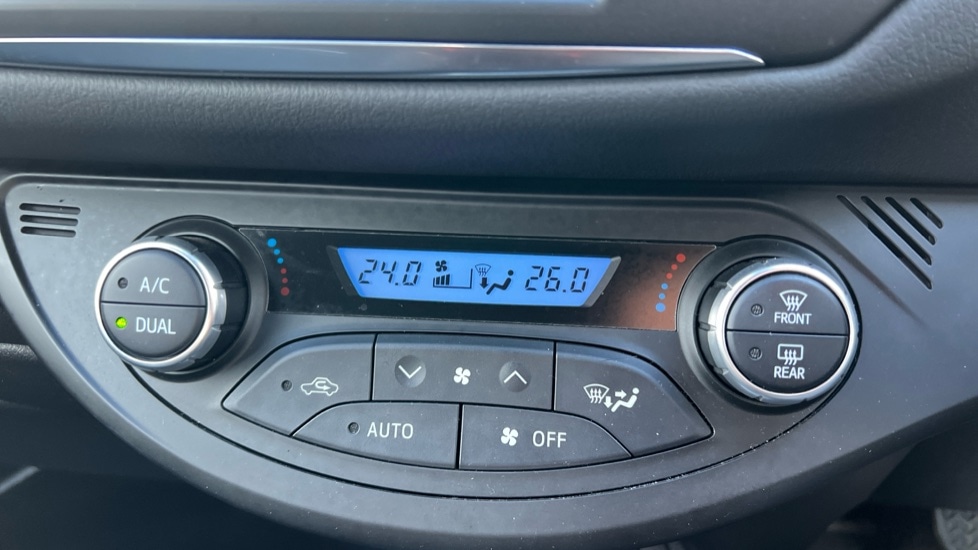 24.0 26.0
A/C
DUAL
FRONT
REAR
AUTO
OFF